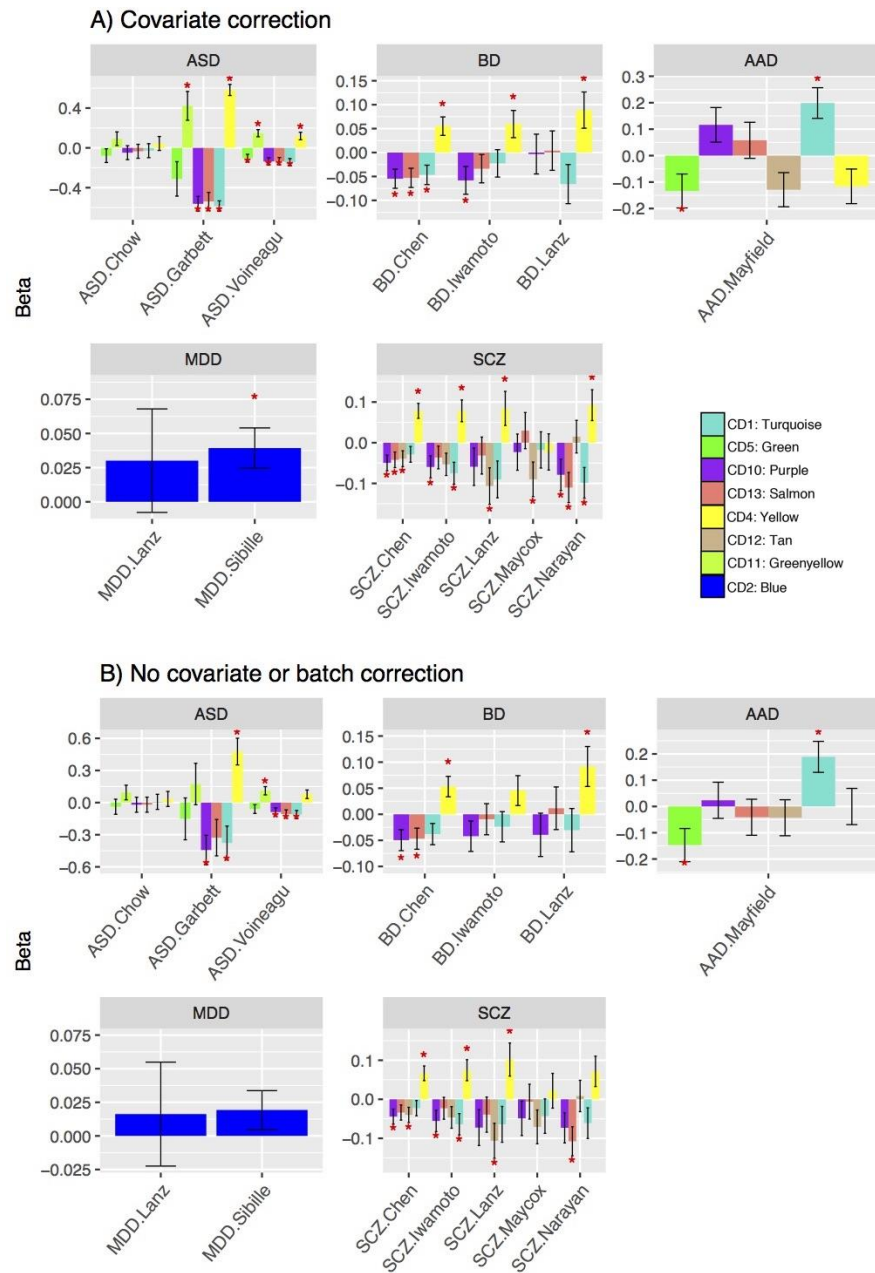 A) Covariate correction
ASD
BD
AAD
0.4
0.0
−0.4
0.15
0.10
0.05
0.00
−0.05
−0.10
0.3
0.2
0.1
0.0
−0.1
−0.2
ASD.Chow
ASD.Garbett
ASD.Voineagu
BD.Chen
BD.Iwamoto
BD.Lanz
AAD.Mayfield
Beta
MDD
SCZ
0.075
0.050
0.025
0.000
0.1
0.0
−0.1
MDD.Lanz
MDD.Sibille
SCZ.Chen
SCZ.Iwamoto
SCZ.Lanz
SCZ.Maycox
SCZ.Narayan
CD1: Turquoise
CD5: Green
CD10: Purple
CD13: Salmon
CD4: Yellow
CD12: Tan
CD11: Greenyellow
CD2: Blue
B) No covariate or batch correction
ASD
BD
AAD
0.6
0.3
0.0
−0.3
−0.6
0.15
0.10
0.05
0.00
−0.05
−0.10
0.2
0.1
0.0
−0.1
−0.2
ASD.Chow
ASD.Garbett
ASD.Voineagu
BD.Chen
BD.Iwamoto
BD.Lanz
AAD.Mayfield
Beta
MDD
SCZ
0.075
0.050
0.025
0.000
−0.025
0.1
0.0
−0.1
MDD.Lanz
MDD.Sibille
SCZ.Chen
SCZ.Iwamoto
SCZ.Lanz
SCZ.Maycox
SCZ.Narayan